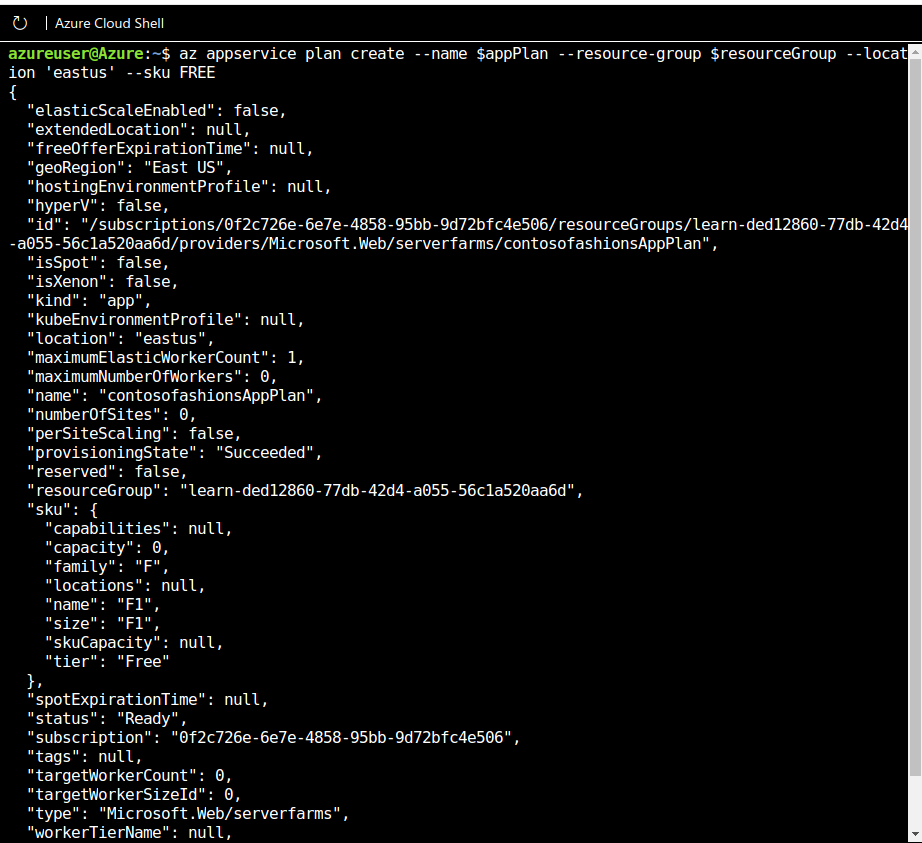 Azure Cloud Shell
azureuser@Azure:~$ az appservice plan create --name $appPlan --resource-group $resourceGroup --locat
ion 'eastus' --sku FREE
{
  "elasticScaleEnabled": false,
  "extendedLocation": null,
  "freeOfferExpirationTime": null,
  "geoRegion": "East US",
  "hostingEnvironmentProfile": null,
  "hyperV": false,
  "id": "/subscriptions/0f2c726e-6e7e-4858-95bb-9d72bfc4e506/resourceGroups/learn-ded12860-77db-42d4
-a055-56c1a520aa6d/providers/Microsoft.Web/serverfarms/contosofashionsAppPlan",
  "isSpot": false,
  "isXenon": false,
  "kind": "app",
  "kubeEnvironmentProfile": null,
  "location": "eastus",
  "maximumElasticWorkerCount": 1,
  "maximumNumberOfWorkers": 0,
  "name": "contosofashionsAppPlan",
  "numberOfSites": 0,
  "perSiteScaling": false,
  "provisioningState": "Succeeded",
  "reserved": false,
  "resourceGroup": "learn-ded12860-77db-42d4-a055-56c1a520aa6d",
  "sku": {
    "capabilities": null,
    "capacity": 0,
    "family": "F",
    "locations": null,
    "name": "F1",
    "size": "F1",
    "skuCapacity": null,
    "tier": "Free"
  },
  "spotExpirationTime": null,
  "status": "Ready",
  "subscription": "0f2c726e-6e7e-4858-95bb-9d72bfc4e506",
  "tags": null,
  "targetWorkerCount": 0,
  "targetWorkerSizeId": 0,
  "type": "Microsoft.Web/serverfarms",
  "workerTierName": null,